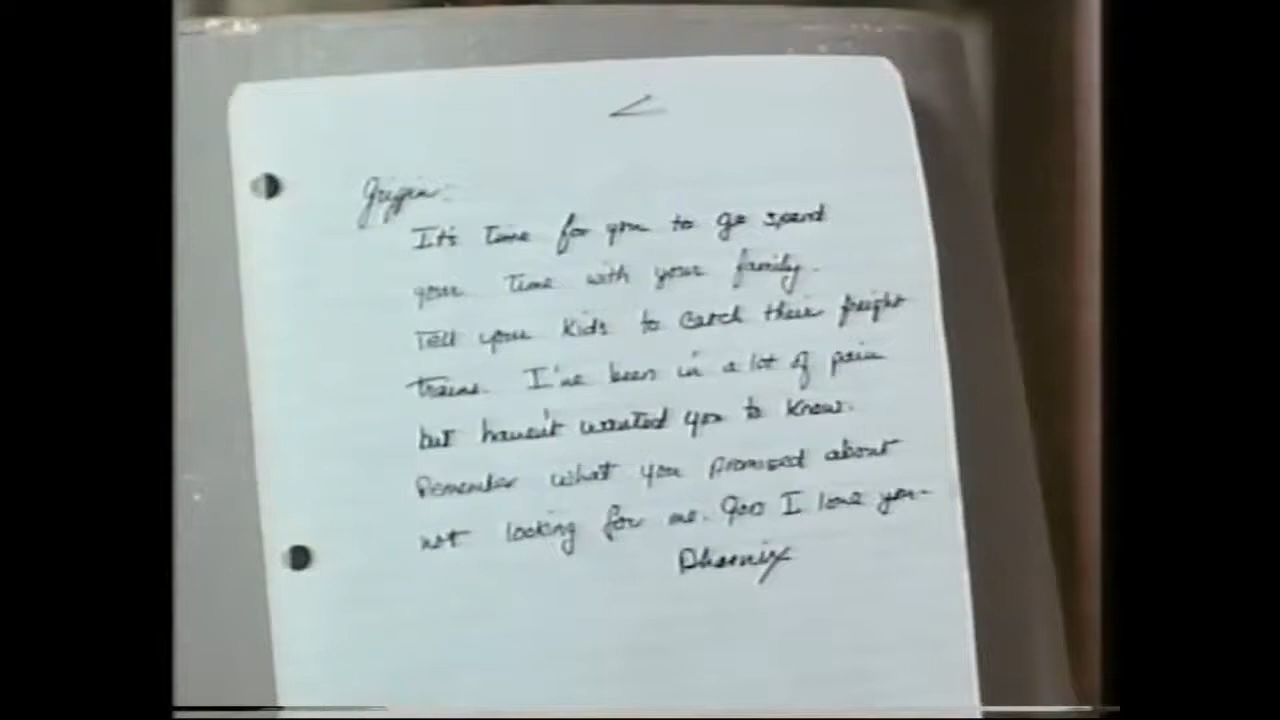 Griffin:
It's time for you to go spend
your time with your family.
Tell your kids to catch their freight
trains. I've been in a lot of pain
but haven't wanted you to know.
Remember what you promised about
not looking for me. God I love you-
Phoenix